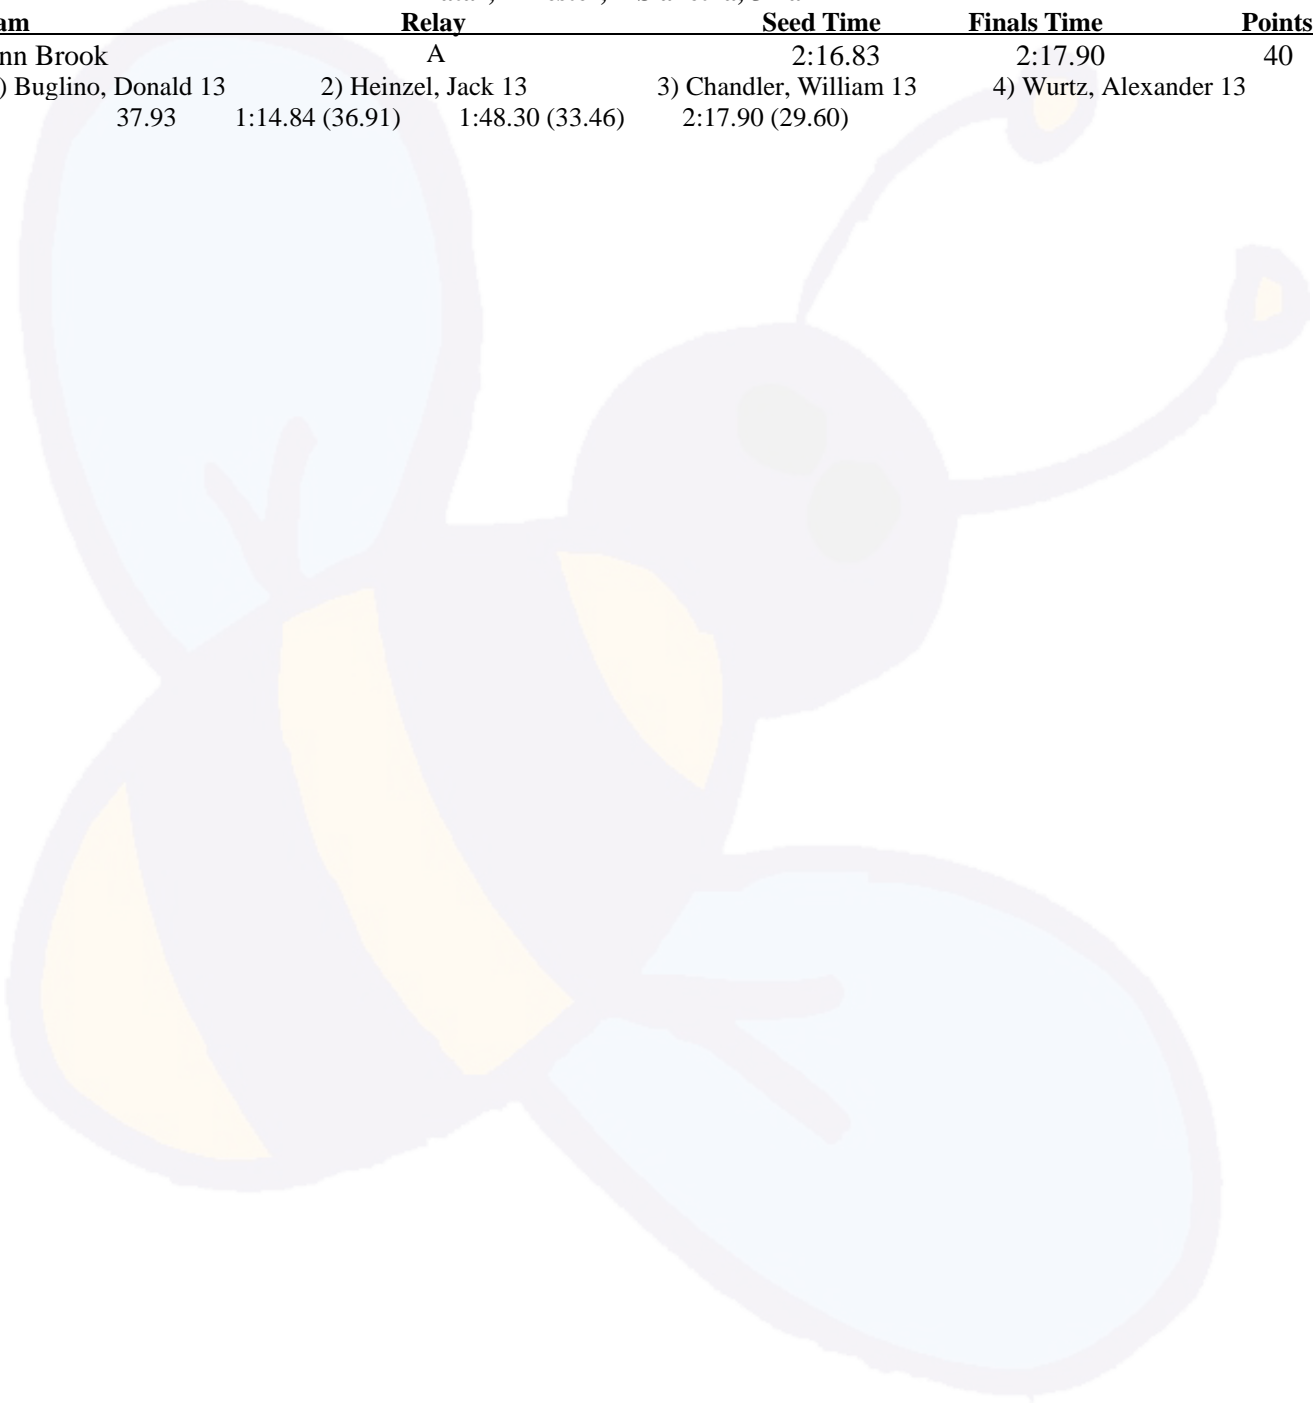 am Relay Seed Time Finals Time Points
nn Brook A 2:16.83 2:17.90 40
) Buglino, Donald 13 2) Heinzel, Jack 13 3) Chandler, William 13 4) Wurtz, Alexander 13
37.93 1:14.84 (36.91) 1:48.30 (33.46) 2:17.90 (29.60)